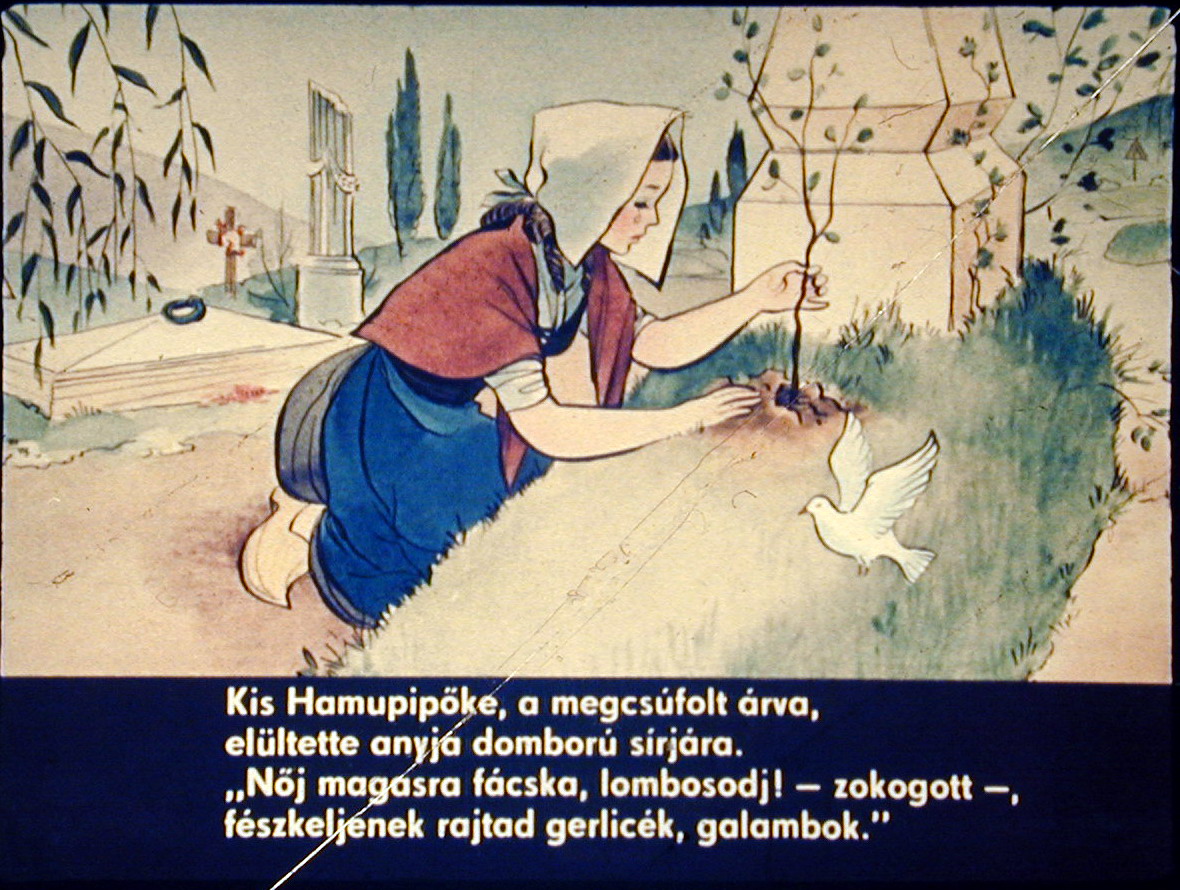 Kis Hamupipőke, a megcsúfolt árva,
elültette anyja domború sírjára.
„Nőj magasra fácska, lombosodj! — zokogott —,
fészkeljenek rajtad gerlicék, galambok.”